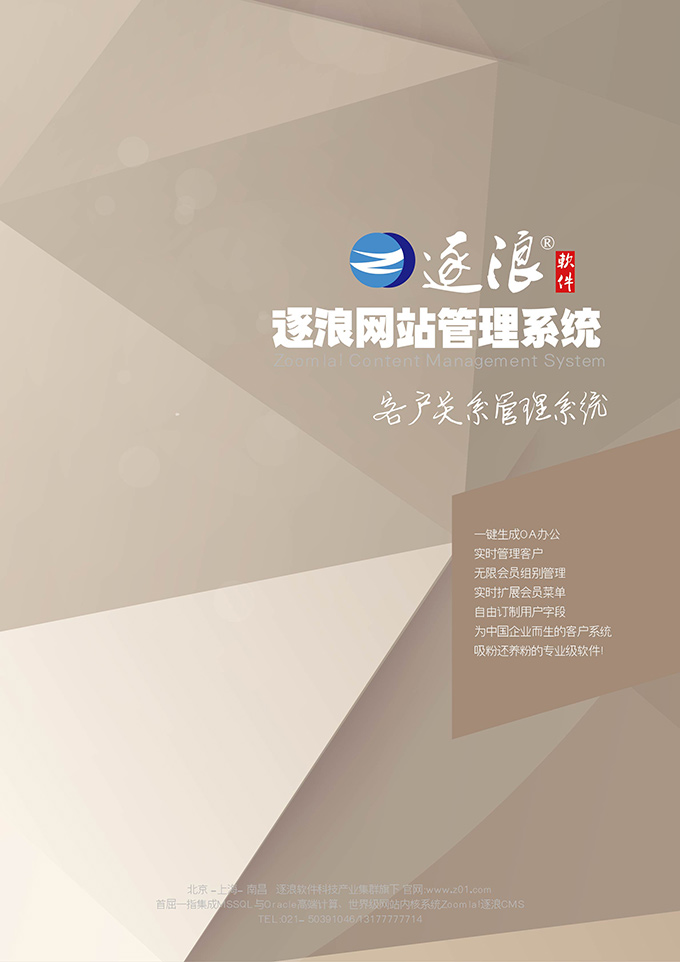 逐浪®
軟件
逐浪网站管理系统
Zoomla! Content Management System
客户关系管理系统
一键生成OA办公
实时管理客户
无限会员组别管理
实时扩展会员菜单
自由订制用户字段
为中国企业而生的客户系统
吸粉还养粉的专业级软件!
北京-上海-南昌 逐浪软件科技产业集群旗下 官网:www.z01.com
首屈一指集成MSSQL与Oracle高端计算，世界级网站内核系统Zoomla!逐浪CMS
TEL:021-50391046/13177777714